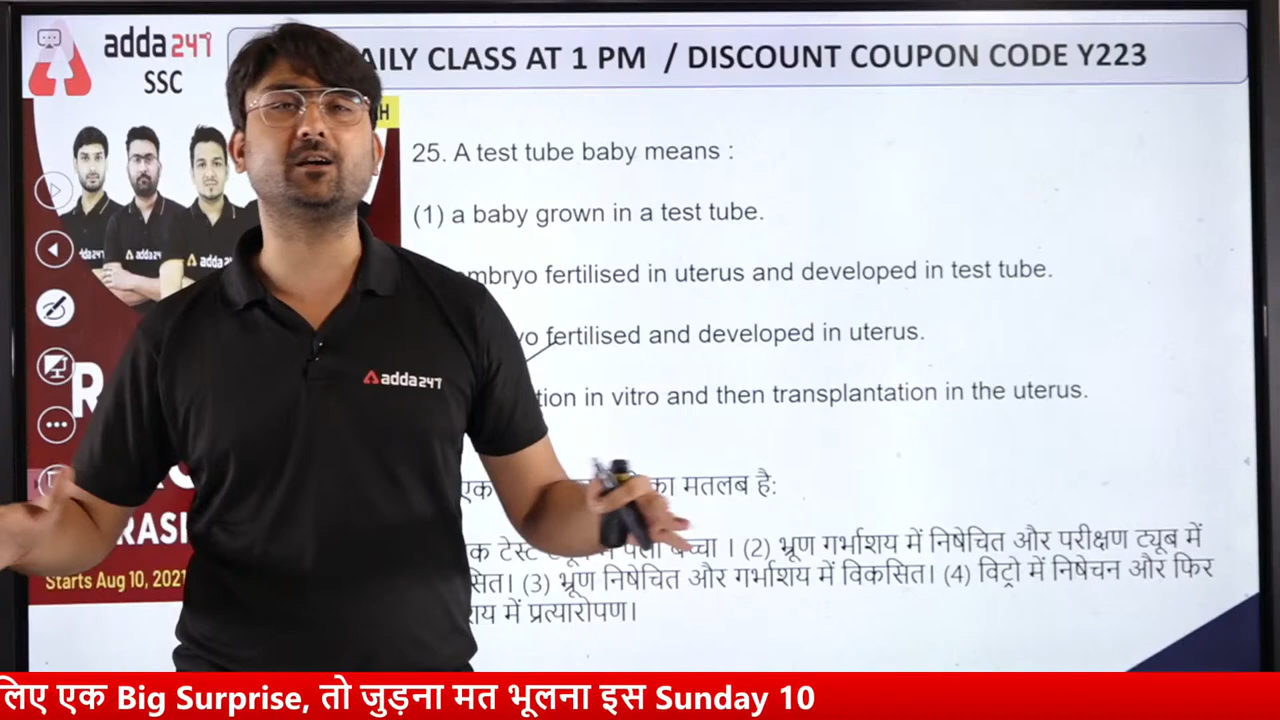 adda247
SSC
AILY CLASS AT 1 PM / DISCOUNT COUPON CODE Y223
H
25. A test tube baby means :
(1) a baby grown in a test tube.
mbryo fertilised in uterus and developed in test tube.
yo fertilised and developed in uterus.
tion in vitro and then transplantation in the uterus.
एक का मतलब है:
क टेस्ट बच्चा । (2) भ्रूण गर्भाशय में निषेचित और परीक्षण ट्यूब में
सित। (3) भ्रूण निषेचित और गर्भाशय में विकसित। (4) विट्रो में निषेचन और फिर
शय में प्रत्यारोपण।
adda247
adda247
adda247
R
RASH
Starts Aug 10, 2021
adda247
लिए एक Big Surprise, तो जुड़ना मत भूलना इस Sunday 10